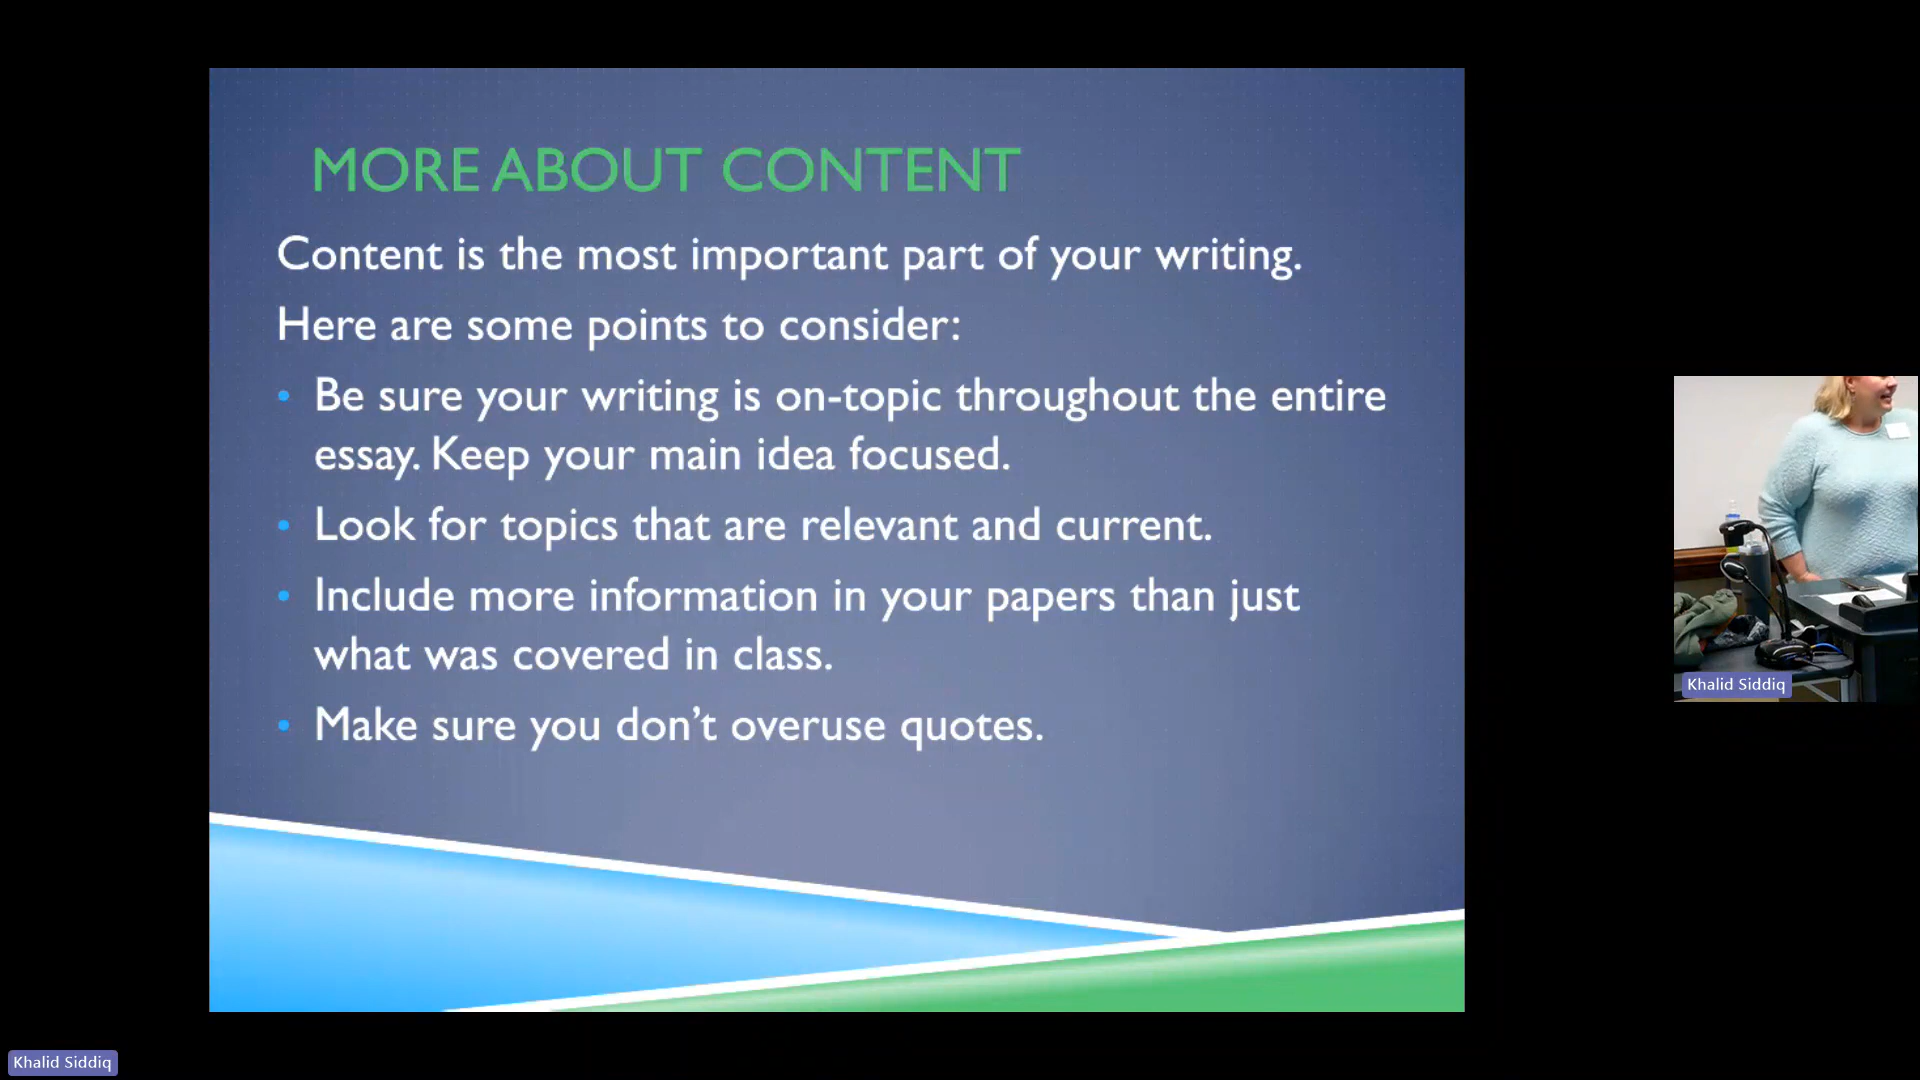 MORE ABOUT CONTENT
Content is the most important part of your writing.
Here are some points to consider:
• Be sure your writing is on-topic throughout the entire
essay. Keep your main idea focused.
• Look for topics that are relevant and current.
• Include more information in your papers than just
what was covered in class.
• Make sure you don’t overuse quotes.
Khalid Siddiq
Khalid Siddiq